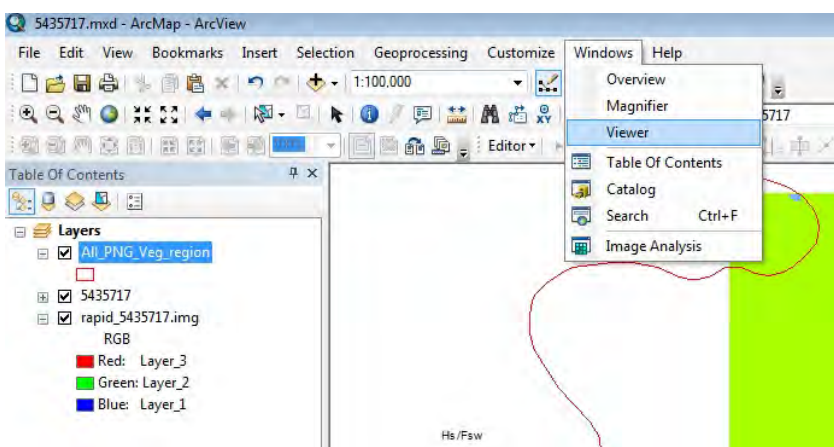 5435717.mxd - ArcMap - ArcView
File Edit View Bookmarks Insert Selection Geoprocessing Customize Windows Help
1:100,000
Overview
Magnifier
Viewer
5717
Editor
Table Of Contents
Table Of Contents
Catalog
Search Ctrl+F
Image Analysis
Layers
All_PNG_Veg_region
5435717
rapid_5435717.img
RGB
Red: Layer_3
Green: Layer_2
Blue: Layer_1
Hs/Fsw